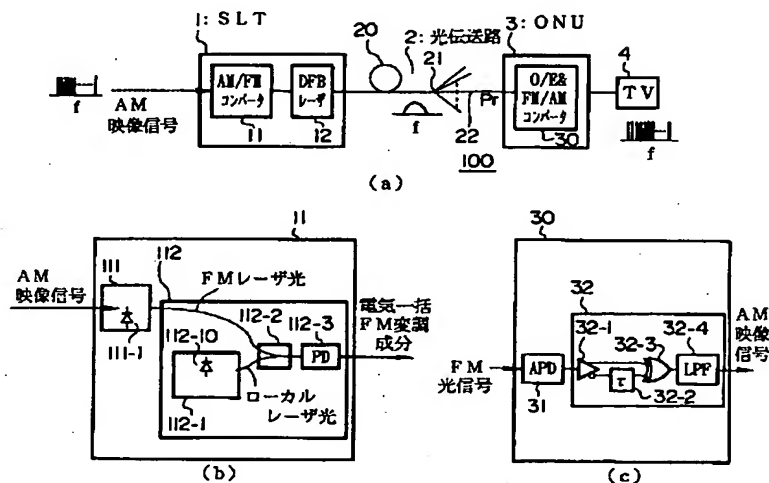 1:SLT
AM/FM
コンバータ
11
DFB
レーザ
12
AM
映像信号
f
20
2:光伝送路
21
f
22
Pr
100
3:ONU
O/E&
FM/AM
コンバータ
30
4
TV
f
(a)
11
AM
映像信号
111
111-1
112
FMレーザ光
112-10
112-1
112-2
112-3
PD
ローカル
レーザ光
電気一括
FM変調
成分
(b)
30
FM
光信号
APD
31
32
32-1
τ
32-2
32-3
32-4
LPF
AM
映像信号
(c)